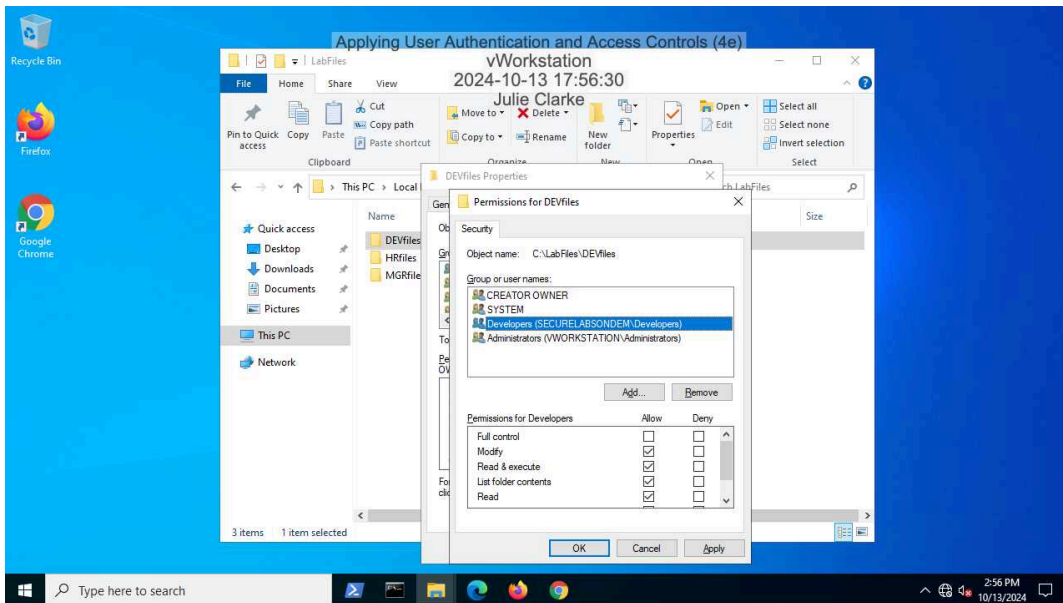 Recycle Bin
Firefox
Google
Chrome
Applying User Authentication and Access Controls (4e)
vWorkstation
2024-10-13 17:56:30
Julie Clarke
LabFiles
File Home Share View
Pin to Quick
access
Copy
Paste
Cut
Copy path
Paste shortcut
Clipboard
Move to
Copy to
Delete
Rename
Organize
New
folder
New
Properties
Open
Edit
Open
Select all
Select none
Invert selection
Select
This PC > Local
LabFiles
Name
Size
Quick access
Desktop
Downloads
Documents
Pictures
This PC
Network
DEVfiles
HRfiles
MGRfile
3 items 1 item selected
DEVfiles Properties
Gen
Ob
To
Pe
Fo
clic
Permissions for DEVfiles
Security
Object name: C:\LabFiles\DEVfiles
Group or user names:
CREATOR OWNER
SYSTEM
Developers (SECURELABSONDEM\Developers)
Administrators (VWORKSTATION\Administrators)
Add... Remove
Permissions for Developers Allow Deny
Full control
Modify
Read & execute
List folder contents
Read
OK Cancel Apply
Type here to search
2:56 PM
10/13/2024